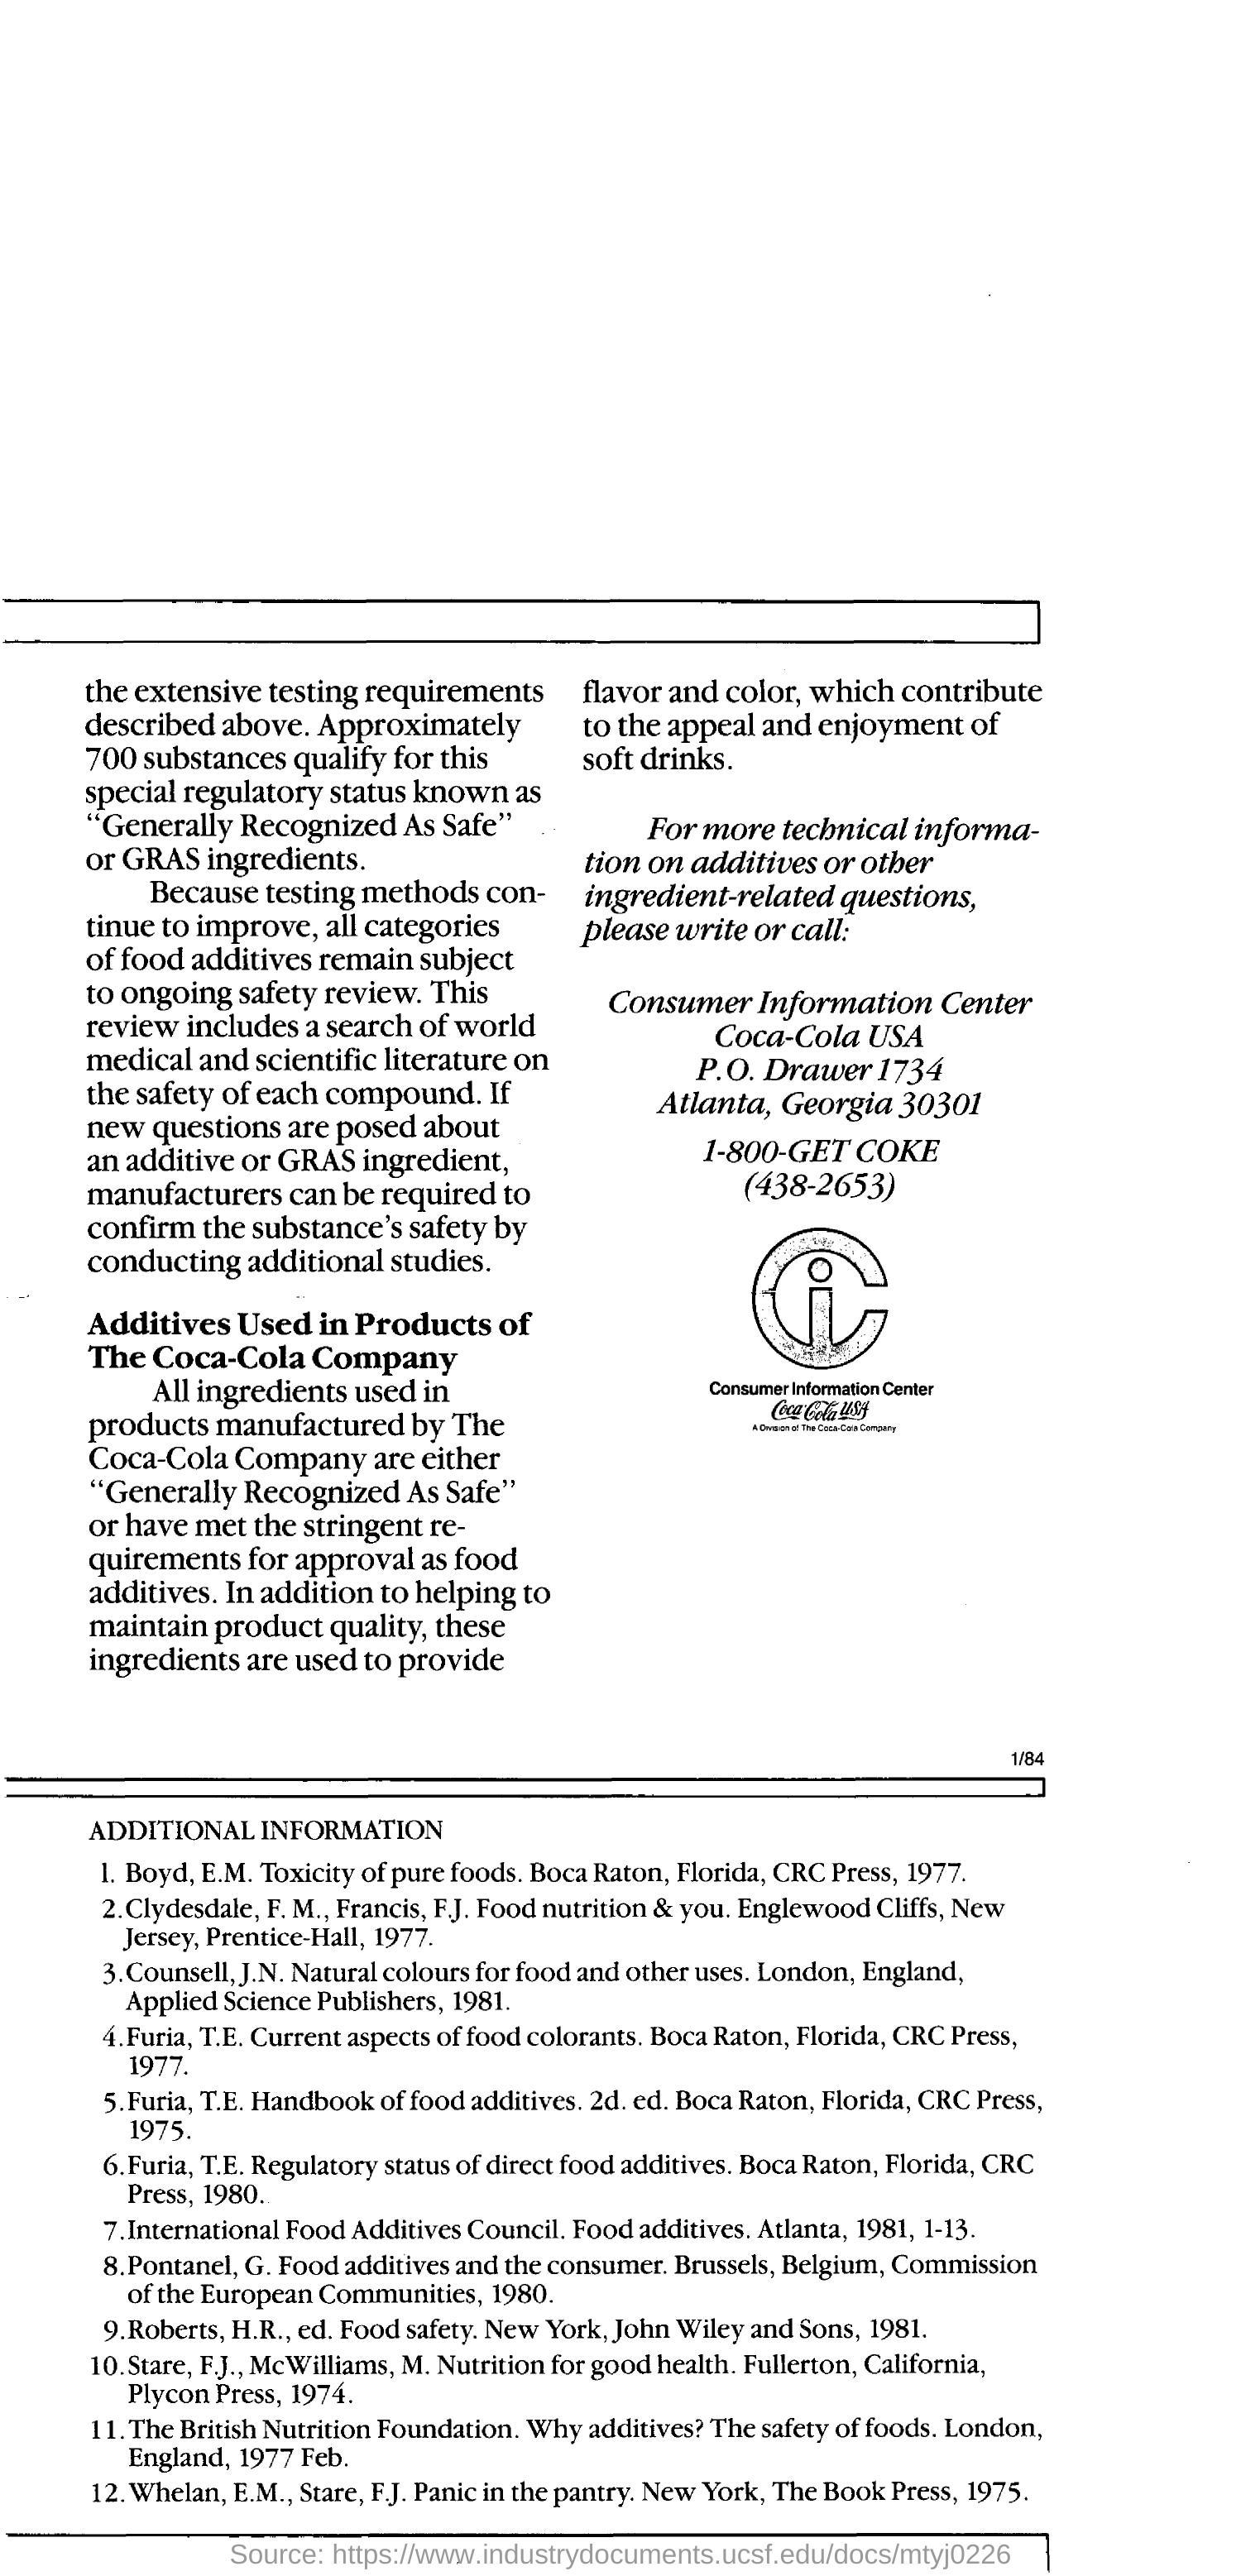 the extensive testing requirements
described above. Approximately
700 substances qualify for this
special regulatory status known as
“Generally Recognized As Safe”
or GRAS ingredients.
Because testing methods con-
tinue to improve, all categories
of food additives remain subject
to ongoing safety review. This
review includes a search of world
medical and scientific literature on
the safety of each compound. If
new questions are posed about
an additive or GRAS ingredient,
manufacturers can be required to
confirm the substance’s safety by
conducting additional studies.
Additives Used in Products of
The Coca-Cola Company
All ingredients used in
products manufactured by The
Coca-Cola Company are either
“Generally Recognized As Safe”
or have met the stringent re-
quirements for approval as food
additives. In addition to helping to
maintain product quality, these
ingredients are used to provide
flavor and color, which contribute
to the appeal and enjoyment of
soft drinks.
For more technical informa-
tion on additives or other
ingredient-related questions,
please write or call:
Consumer Information Center
Coca-Cola USA
P.O. Drawer 1734
Atlanta, Georgia 30301
1-800-GET COKE
(438-2653)
Ci
Consumer Information Center
Coca-Cola USA
A Division of The Coca-Cola Company
1/84
ADDITIONAL INFORMATION
1. Boyd, E.M. Toxicity of pure foods. Boca Raton, Florida, CRC Press, 1977.
2. Clydesdale, F. M., Francis, F.J. Food nutrition & you. Englewood Cliffs, New
Jersey, Prentice-Hall, 1977.
3. Counsell, J.N. Natural colours for food and other uses. London, England,
Applied Science Publishers, 1981.
4. Furia, T.E. Current aspects of food colorants. Boca Raton, Florida, CRC Press,
1977.
5. Furia, T.E. Handbook of food additives. 2d. ed. Boca Raton, Florida, CRC Press,
1975.
6. Furia, T.E. Regulatory status of direct food additives. Boca Raton, Florida, CRC
Press, 1980.
7. International Food Additives Council. Food additives. Atlanta, 1981, 1-13.
8. Pontanel, G. Food additives and the consumer. Brussels, Belgium, Commission
of the European Communities, 1980.
9. Roberts, H.R., ed. Food safety. New York, John Wiley and Sons, 1981.
10. Stare, F.J., McWilliams, M. Nutrition for good health. Fullerton, California,
Plycon Press, 1974.
11. The British Nutrition Foundation. Why additives? The safety of foods. London,
England, 1977 Feb.
12. Whelan, E.M., Stare, F.J. Panic in the pantry. New York, The Book Press, 1975.
Source: https://www.industrydocuments.ucsf.edu/docs/mtyj0226